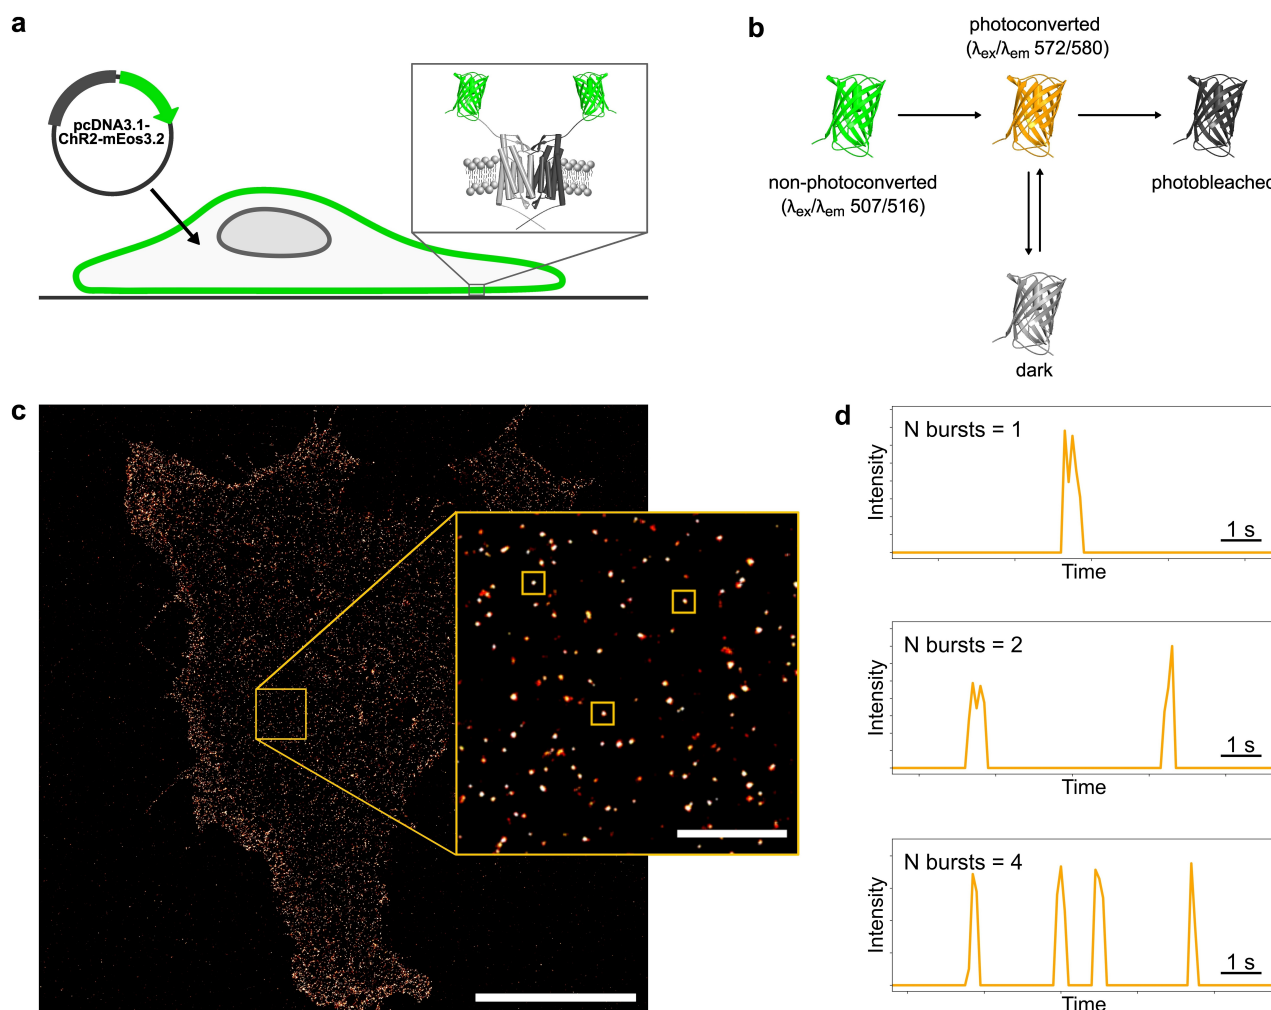 a
pcDNA3.1-
ChR2-mEos3.2
b
photoconverted
(λex/λem 572/580)
non-photoconverted
(λex/λem 507/516)
photobleached
dark
c
d
N bursts = 1
Intensity
1 s
Time
N bursts = 2
Intensity
1 s
Time
N bursts = 4
Intensity
1 s
Time